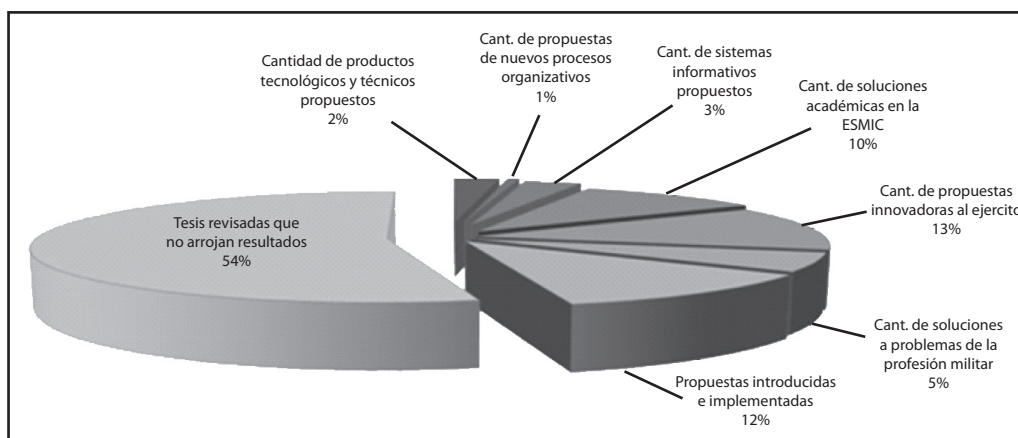 Cantidad de productos
tecnológicos y técnicos
propuestos
2%
Cant. de propuestas
de nuevos procesos
organizativos
1%
Cant. de sistemas
informativos
propuestos
3%
Cant. de soluciones
académicas en la
ESMIC
10%
Cant. de propuestas
innovadoras al ejercito
13%
Cant. de soluciones
a problemas de la
profesión militar
5%
Propuestas introducidas
e implementadas
12%
Tesis revisadas que
no arrojan resultados
54%